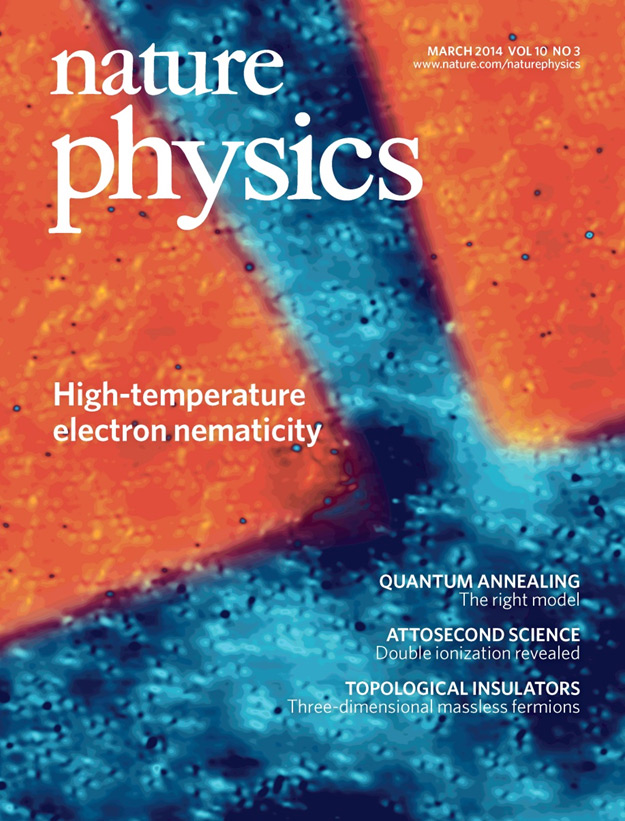 nature
physics
MARCH 2014 VOL 10 NO 3
www.nature.com/naturephysics
High-temperature
electron nematicity
QUANTUM ANNEALING
The right model
ATTOSECOND SCIENCE
Double ionization revealed
TOPOLOGICAL INSULATORS
Three-dimensional massless fermions